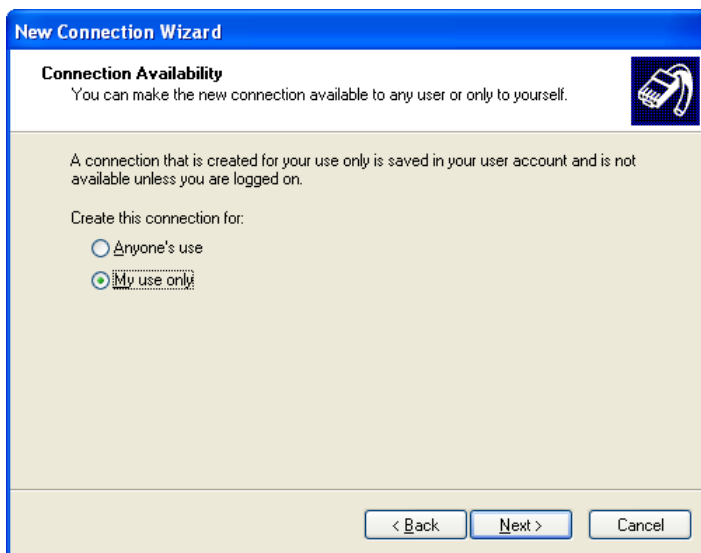 New Connection Wizard
Connection Availability
You can make the new connection available to any user or only to yourself.
A connection that is created for your use only is saved in your user account and is not
available unless you are logged on.
Create this connection for:
Anyone's use
My use only
< Back Next > Cancel